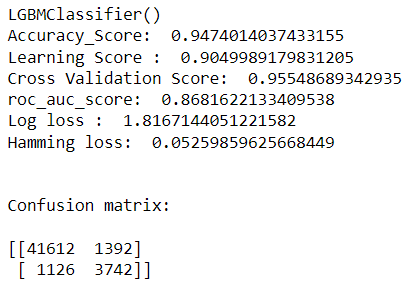 LGBMClassifier()
Accuracy_Score:  0.9474014037433155
Learning Score :  0.9049989179831205
Cross Validation Score:  0.95548689342935
roc_auc_score:  0.8681622133409538
Log loss :  1.8167144051221582
Hamming loss:  0.05259859625668449
Confusion matrix:
[[41612  1392]
 [ 1126  3742]]